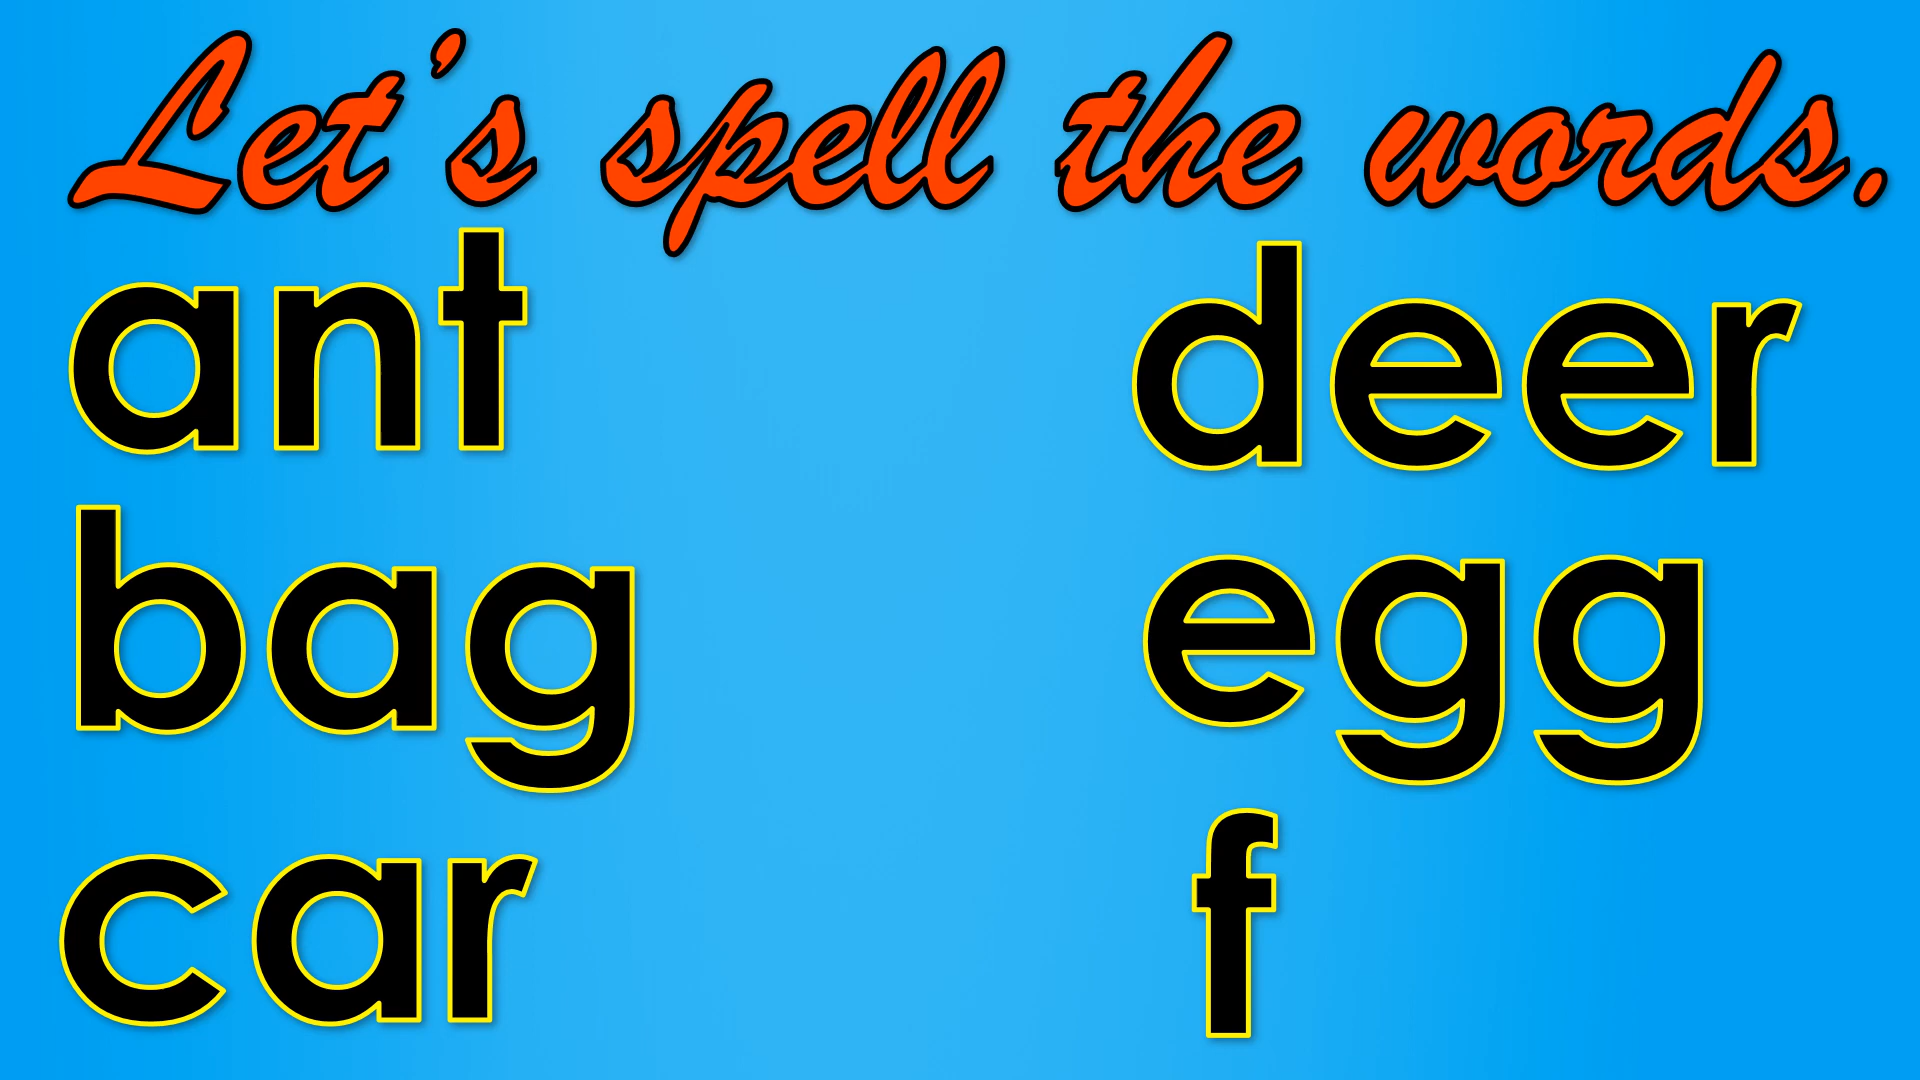 Let's spell the words.
ant
bag
car
deer
egg
f